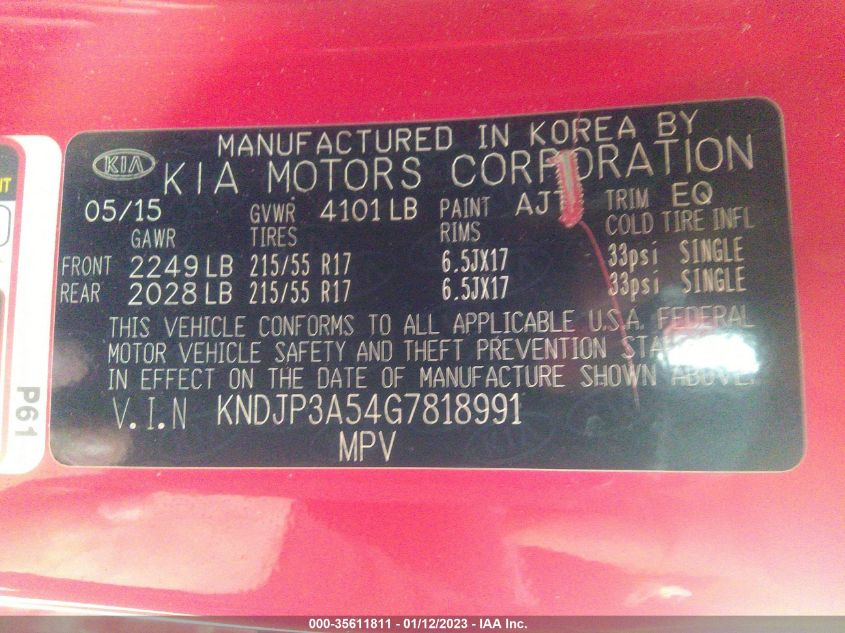 MANUFACTURED IN KOREA BY
KIA KIA MOTORS CORPORATION
05/15 GVWR 4101 LB PAINT TRIM EQ
GAWR TIRES RIMS COLD TIRE INFL
FRONT 2249 LB 215/55 R17 6.5JX17 33psi SINGLE
REAR 2028 LB 215/55 R17 6.5JX17 33psi SINGLE
THIS VEHICLE CONFORMS TO ALL APPLICABLE U.S.A. FEDERAL
MOTOR VEHICLE SAFETY AND THEFT PREVENTION
IN EFFECT ON THE DATE OF MANUFACTURE SHOWN ABOVE.
V.I.N KNDJP3A54G7818991
MPV
P61
000-35611811 - 01/12/2023 - IAA Inc.